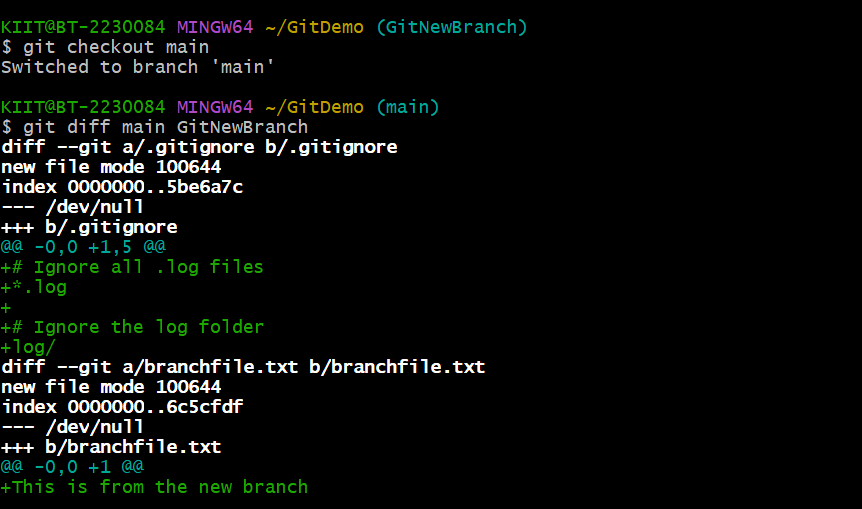 KIIT@BT-2230084 MINGW64 ~/GitDemo (GitNewBranch)
$ git checkout main
Switched to branch 'main'
KIIT@BT-2230084 MINGW64 ~/GitDemo (main)
$ git diff main GitNewBranch
diff --git a/.gitignore b/.gitignore
new file mode 100644
index 0000000..5be6a7c
--- /dev/null
+++ b/.gitignore
@@ -0,0 +1,5 @@
+# Ignore all .log files
+*.log
+
+# Ignore the log folder
+log/
diff --git a/branchfile.txt b/branchfile.txt
new file mode 100644
index 0000000..6c5cfdf
--- /dev/null
+++ b/branchfile.txt
@@ -0,0 +1 @@
+This is from the new branch